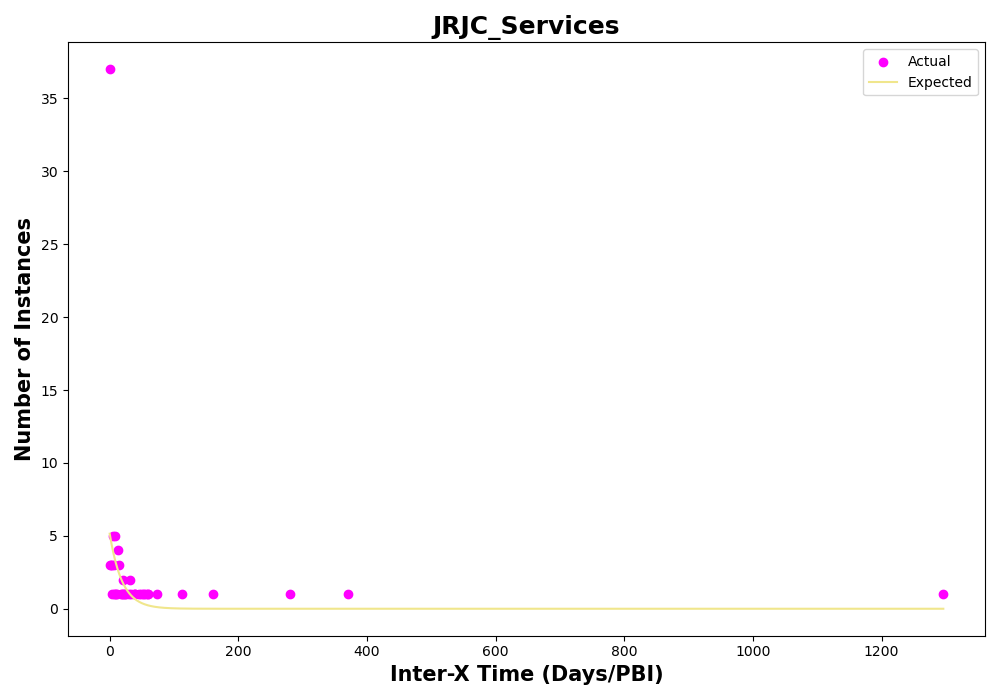 JRJC_Services
Actual
Expected
35
30
25
20
15
10
5
0
Number of Instances
0 200 400 600 800 1000 1200
Inter-X Time (Days/PBI)